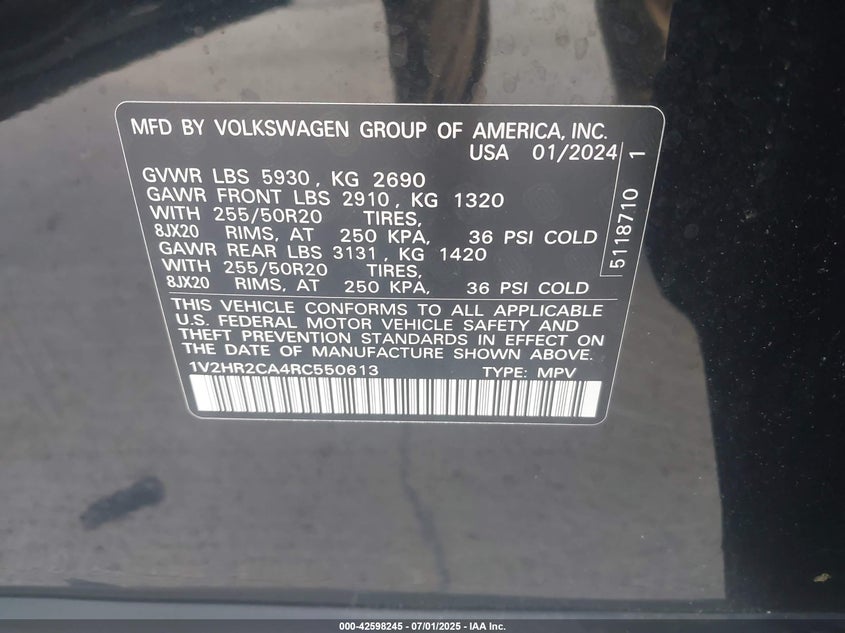 MFD BY VOLKSWAGEN GROUP OF AMERICA, INC.
USA 01/2024
GVWR LBS 5930, KG 2690
GAWR FRONT LBS 2910, KG 1320
WITH 255/50R20 TIRES,
8JX20 RIMS, AT 250 KPA, 36 PSI COLD
GAWR REAR LBS 3131, KG 1420
WITH 255/50R20 TIRES,
8JX20 RIMS, AT 250 KPA, 36 PSI COLD
THIS VEHICLE CONFORMS TO ALL APPLICABLE
U.S. FEDERAL MOTOR VEHICLE SAFETY AND
THEFT PREVENTION STANDARDS IN EFFECT ON
THE DATE OF MANUFACTURE SHOWN ABOVE.
1V2HR2CA4RC550613 TYPE: MPV
5118710 1
000-42598245 - 07/01/2025 - IAA Inc.